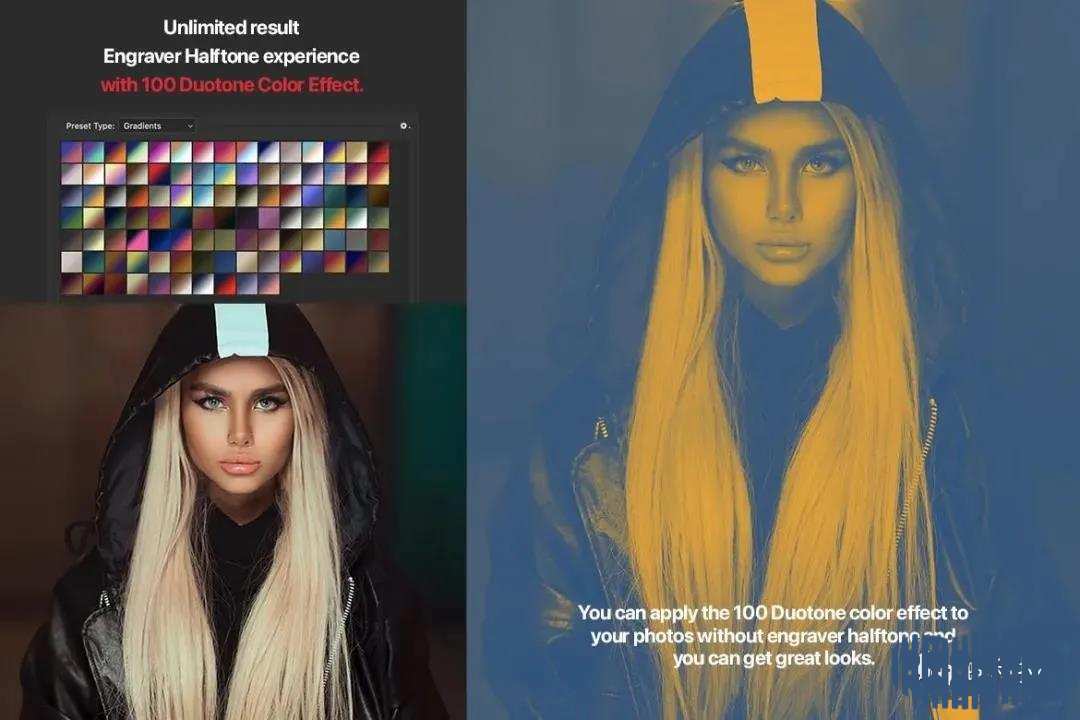 Unlimited result
Engraver Halftone experience
with 100 Duotone Color Effect.
Preset Type: Gradients
You can apply the 100 Duotone color effect to
your photos without engraver halftone and
you can get great looks.